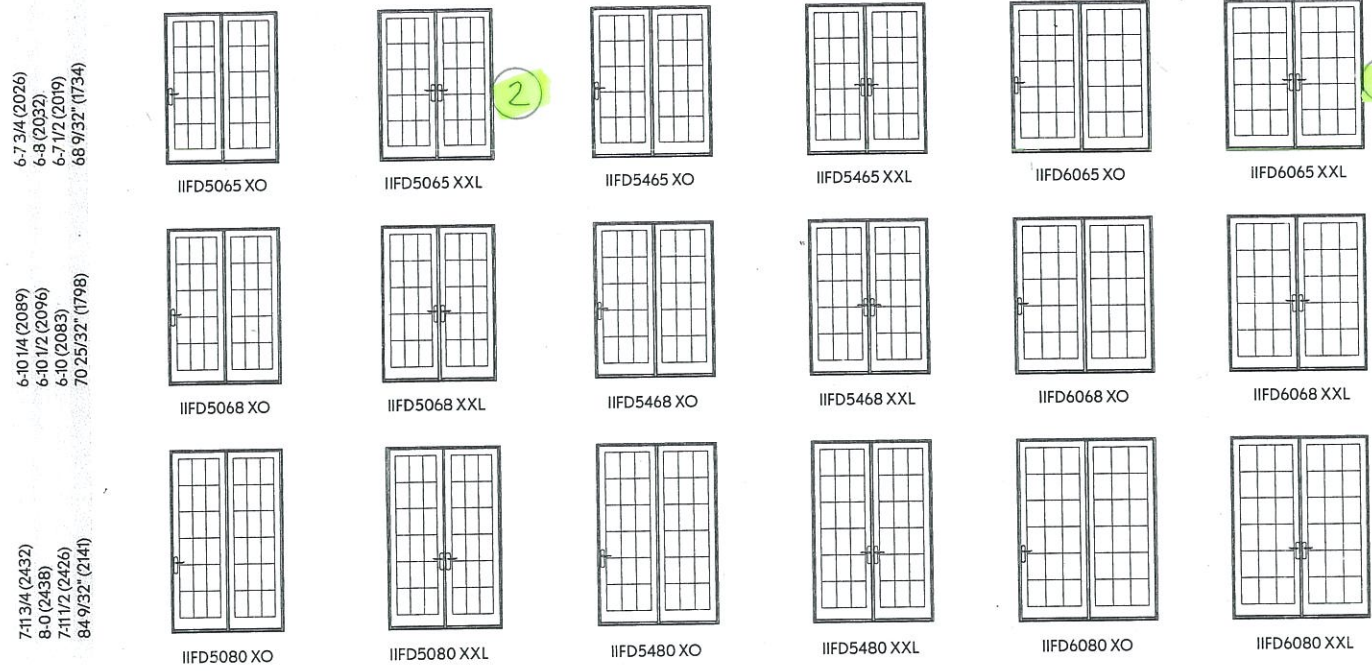 6-7 3/4 (2026)
6-8 (2032)
6-7 1/2 (2019)
68 9/32" (1734)
2
IIFD5065 XO
IIFD5065 XXL
IIFD5465 XO
IIFD5465 XXL
IIFD6065 XO
IIFD6065 XXL
6-10 1/4 (2089)
6-10 1/2 (2096)
6-10 (2083)
70 25/32" (1798)
IIFD5068 XO
IIFD5068 XXL
IIFD5468 XO
IIFD5468 XXL
IIFD6068 XO
IIFD6068 XXL
7-11 3/4 (2432)
8-0 (2438)
7-11 1/2 (2426)
84 9/32" (2141)
IIFD5080 XO
IIFD5080 XXL
IIFD5480 XO
IIFD5480 XXL
IIFD6080 XO
IIFD6080 XXL